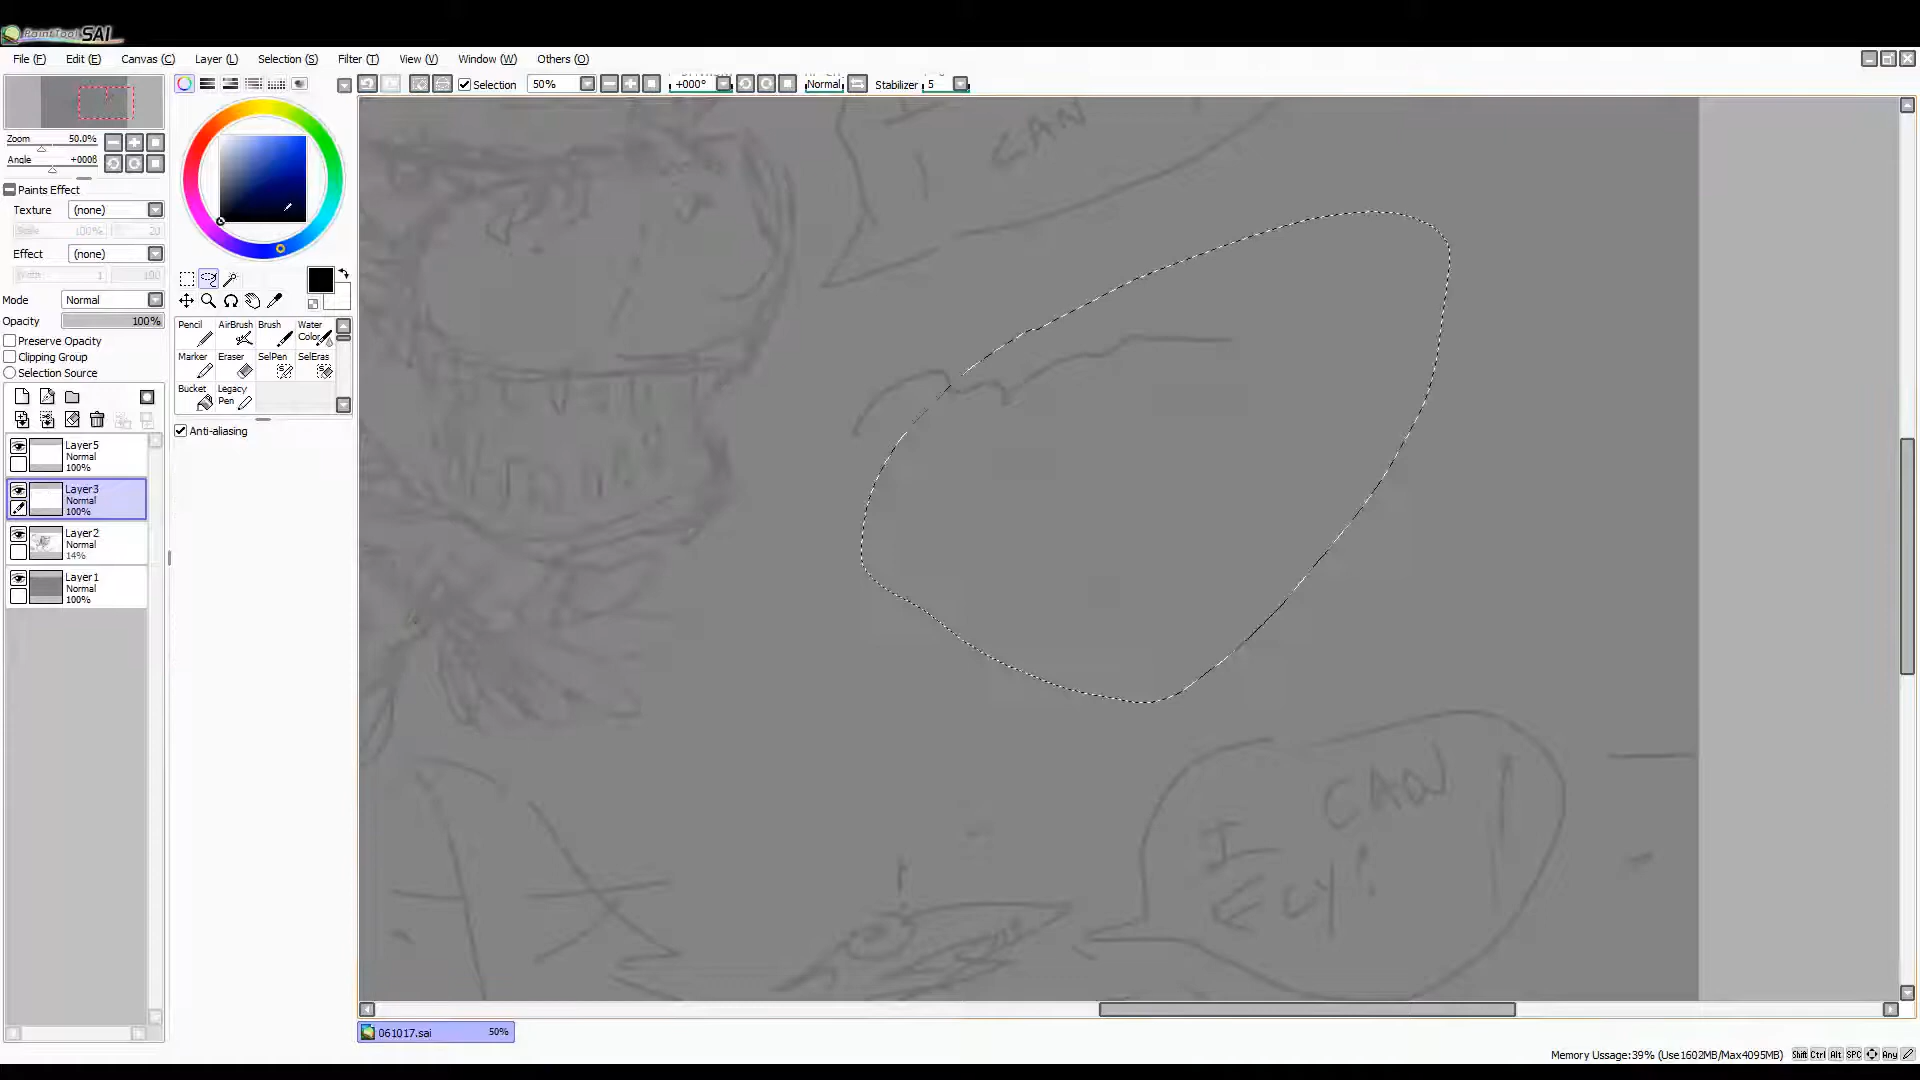 PaintTool SAI
File (F) Edit (E) Canvas (C) Layer (L) Selection (S) Filter (T) View (V) Window (W) Others (O)
Selection 50% +000° Normal Stabilizer 5
CAN
Zoom 50.0%
Angle +0008
Paints Effect
Texture (none)
Scale 100% 20
Effect (none)
Width 1 100
Mode Normal
Opacity 100%
Preserve Opacity
Clipping Group
Selection Source
Pencil AirBrush Brush Water Color
Marker Eraser SelPen SelEras
Bucket Legacy Pen
Anti-aliasing
Layer5
Normal
100%
Layer3
Normal
100%
Layer2
Normal
14%
Layer1
Normal
100%
I CAN
061017.sai 50%
Memory Ussage:39% (Use1602MB/Max4095MB) Shift Ctrl Alt SPC Any